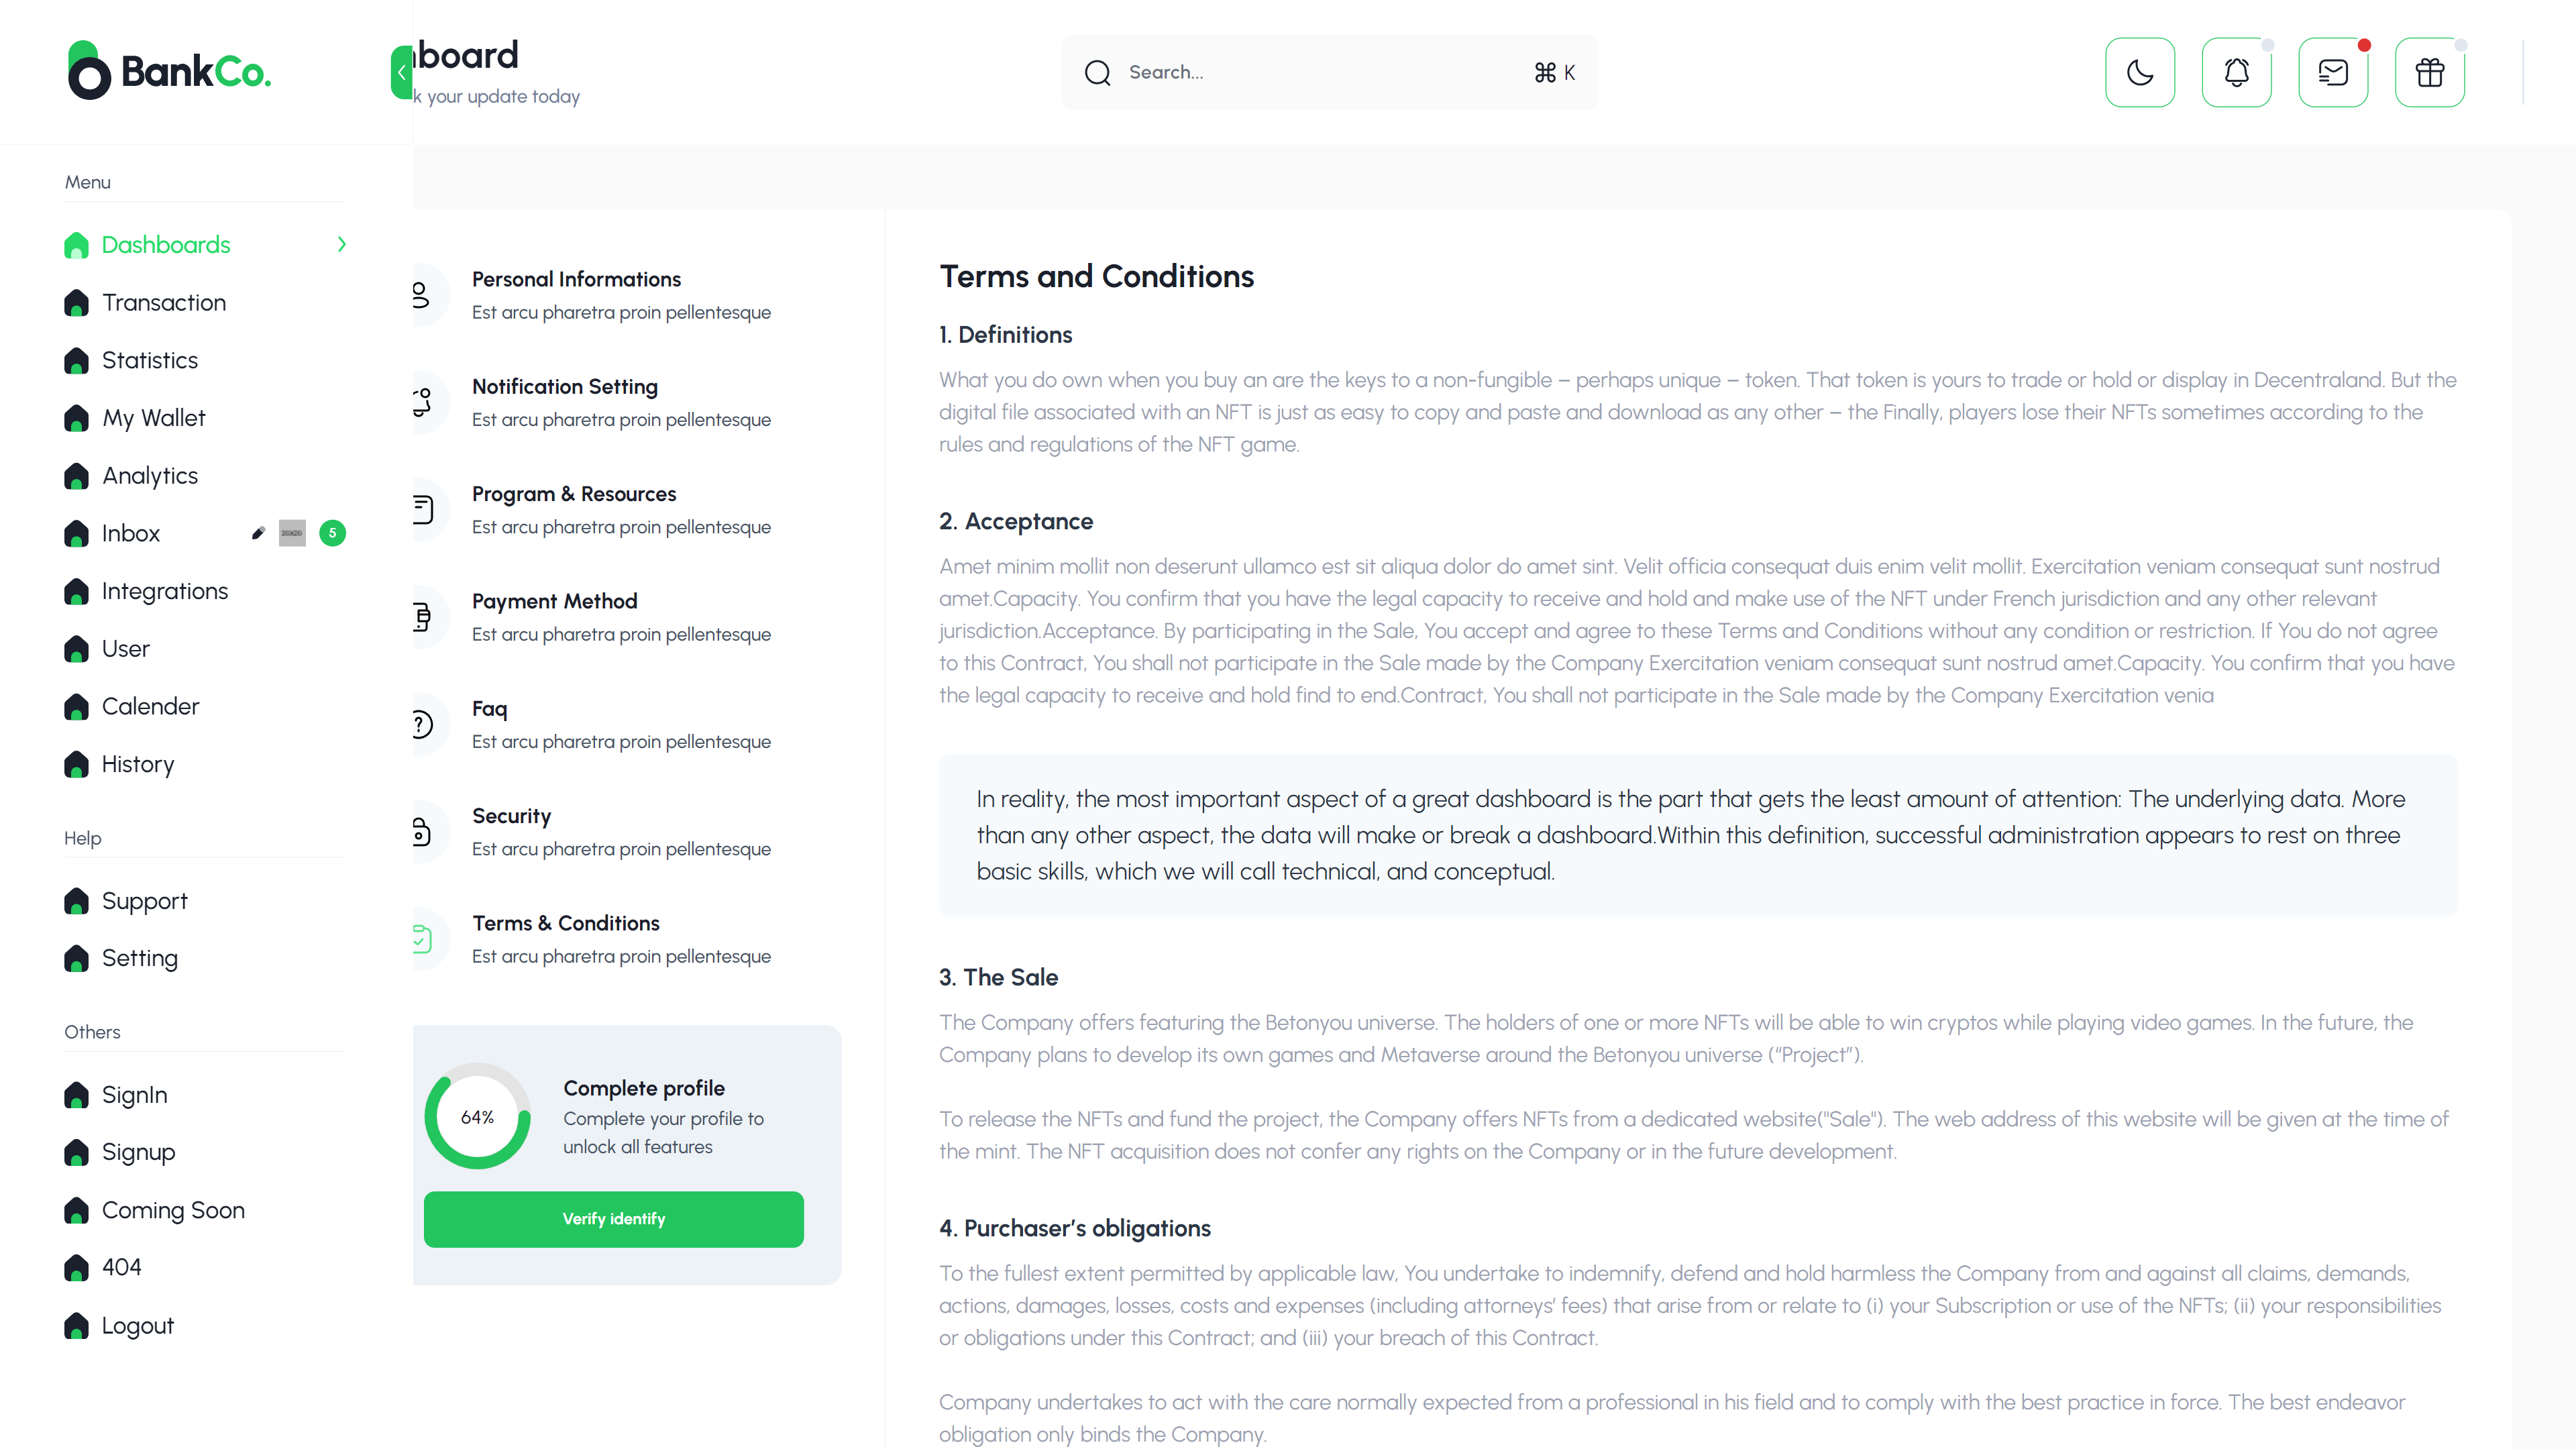 BankCo.
board
k your update today
Search...
⌘ K
Menu
Dashboards
Transaction
Statistics
My Wallet
Analytics
Inbox
5
Integrations
User
Calender
History
Help
Support
Setting
Others
SignIn
Signup
Coming Soon
404
Logout
Personal Informations
Est arcu pharetra proin pellentesque
Notification Setting
Est arcu pharetra proin pellentesque
Program & Resources
Est arcu pharetra proin pellentesque
Payment Method
Est arcu pharetra proin pellentesque
Faq
Est arcu pharetra proin pellentesque
Security
Est arcu pharetra proin pellentesque
Terms & Conditions
Est arcu pharetra proin pellentesque
64%
Complete profile
Complete your profile to
unlock all features
Verify identify
Terms and Conditions
1. Definitions
What you do own when you buy an are the keys to a non-fungible – perhaps unique – token. That token is yours to trade or hold or display in Decentraland. But the
digital file associated with an NFT is just as easy to copy and paste and download as any other – the Finally, players lose their NFTs sometimes according to the
rules and regulations of the NFT game.
2. Acceptance
Amet minim mollit non deserunt ullamco est sit aliqua dolor do amet sint. Velit officia consequat duis enim velit mollit. Exercitation veniam consequat sunt nostrud
amet.Capacity. You confirm that you have the legal capacity to receive and hold and make use of the NFT under French jurisdiction and any other relevant
jurisdiction.Acceptance. By participating in the Sale, You accept and agree to these Terms and Conditions without any condition or restriction. If You do not agree
to this Contract, You shall not participate in the Sale made by the Company Exercitation veniam consequat sunt nostrud amet.Capacity. You confirm that you have
the legal capacity to receive and hold find to end.Contract, You shall not participate in the Sale made by the Company Exercitation venia
In reality, the most important aspect of a great dashboard is the part that gets the least amount of attention: The underlying data. More
than any other aspect, the data will make or break a dashboard.Within this definition, successful administration appears to rest on three
basic skills, which we will call technical, and conceptual.
3. The Sale
The Company offers featuring the Betonyou universe. The holders of one or more NFTs will be able to win cryptos while playing video games. In the future, the
Company plans to develop its own games and Metaverse around the Betonyou universe (“Project”).
To release the NFTs and fund the project, the Company offers NFTs from a dedicated website("Sale"). The web address of this website will be given at the time of
the mint. The NFT acquisition does not confer any rights on the Company or in the future development.
4. Purchaser’s obligations
To the fullest extent permitted by applicable law, You undertake to indemnify, defend and hold harmless the Company from and against all claims, demands,
actions, damages, losses, costs and expenses (including attorneys’ fees) that arise from or relate to (i) your Subscription or use of the NFTs; (ii) your responsibilities
or obligations under this Contract; and (iii) your breach of this Contract.
Company undertakes to act with the care normally expected from a professional in his field and to comply with the best practice in force. The best endeavor
obligation only binds the Company.